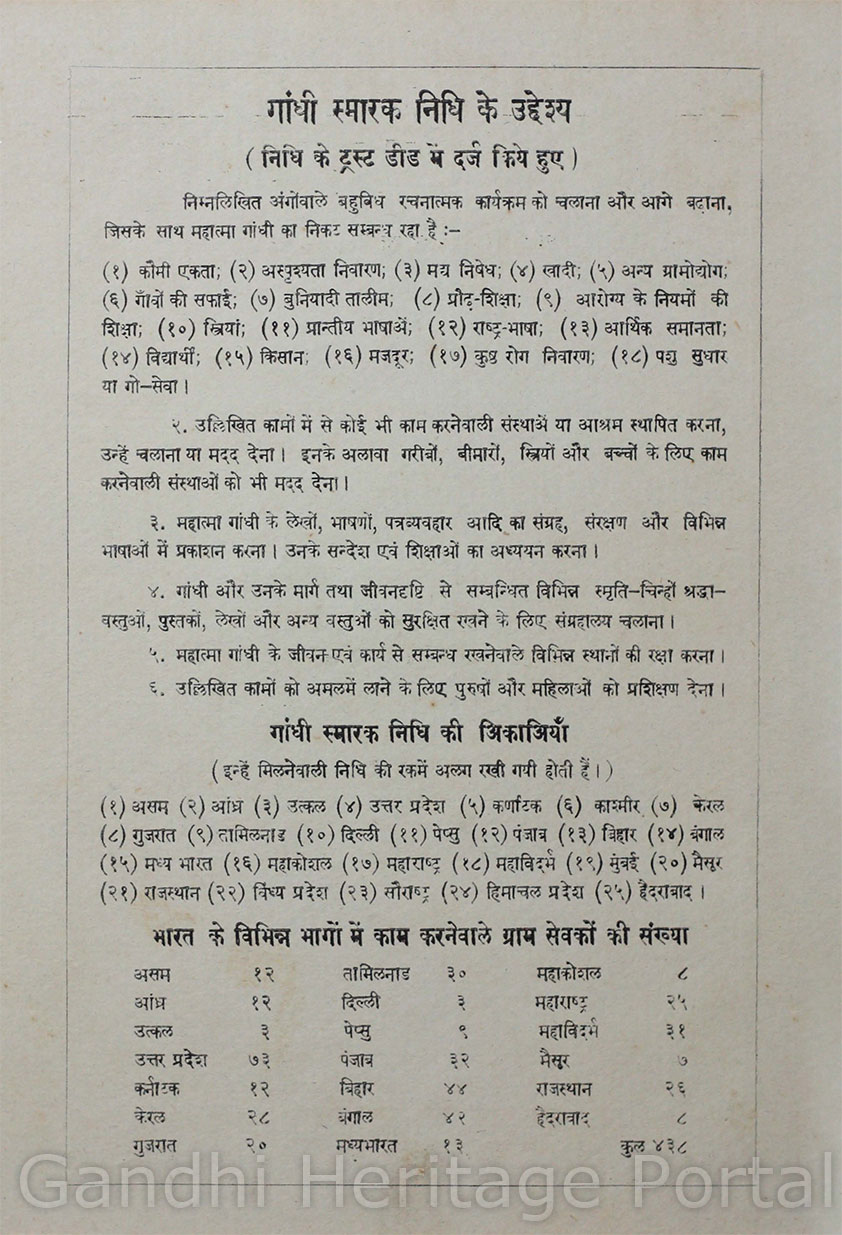 गांधी स्मारक निधि के उद्देश्य
( निधि के ट्रस्ट डीड में दर्ज किये हुए )
निम्नलिखित अंगोंवाले बहुविध रचनात्मक कार्यक्रम को चलाना और आगे बढाना,
जिसके साथ महात्मा गांधी का निकट सम्बन्ध रहा है :-
(१) कौमी एकता; (२) अस्पृश्यता निवारण; (३) मद्य निषेध; (४) खादी; (५) अन्य ग्रामोद्योग;
(६) गाँवों की सफाई; (७) बुनियादी तालीम; (८) प्रौढ़-शिक्षा; (९) आरोग्य के नियमों की
शिक्षा; (१०) स्त्रियां; (११) प्रान्तीय भाषाअें; (१२) राष्ट्र-भाषा; (१३) आर्थिक समानता;
(१४) विद्यार्थी; (१५) किसान; (१६) मजदूर; (१७) कुष्ठ रोग निवारण; (१८) पशु सुधार
या गो-सेवा ।
२. उल्लिखित कामों में से कोई भी काम करनेवाली संस्थाअें या आश्रम स्थापित करना,
उन्हें चलाना या मदद देना । इनके अलावा गरीबों, बीमारों, स्त्रियों और बच्चों के लिए काम
करनेवाली संस्थाओं को भी मदद देना ।
३. महात्मा गांधी के लेखों, भाषणों, पत्रव्यवहार आदि का संग्रह, संरक्षण और विभिन्न
भाषाओं में प्रकाशन करना । उनके सन्देश एवं शिक्षाओं का अध्ययन करना ।
४. गांधी और उनके मार्ग तथा जीवनदृष्टि से सम्बन्धित विभिन्न स्मृति-चिन्हों श्रद्धा-
वस्तुओं, पुस्तकों, लेखों और अन्य वस्तुओं को सुरक्षित रखने के लिए संग्रहालय चलाना ।
५. महात्मा गांधी के जीवन एवं कार्य से सम्बन्ध रखनेवाले विभिन्न स्थानों की रक्षा करना ।
६. उल्लिखित कामों को अमलमें लाने के लिए पुरुषों और महिलाओं को प्रशिक्षण देना ।
गांधी स्मारक निधि की अिकाअियाँ
(इन्हें मिलनेवाली निधि की रकमें अलग रखी गयी होती हैं।)
(१) असम (२) आंध्र (३) उत्कल (४) उत्तर प्रदेश (५) कर्णाटक (६) काश्मीर (७) केरल
(८) गुजरात (९) तामिलनाड (१०) दिल्ली (११) पेप्सु (१२) पंजाब (१३) बिहार (१४) बंगाल
(१५) मध्य भारत (१६) महाकोशल (१७) महाराष्ट्र (१८) महाविदर्भ (१९) मुंबई (२०) मैसूर
(२१) राजस्थान (२२) विंध्य प्रदेश (२३) सौराष्ट्र (२४) हिमाचल प्रदेश (२५) हैदराबाद ।
भारत के विभिन्न भागों में काम करनेवाले ग्राम सेवकों की संख्या
असम १२ तामिलनाड ३० महाकोशल ८
आंध्र १२ दिल्ली ३ महाराष्ट्र २५
उत्कल ३ पेप्सु ९ महाविदर्भ ३१
उत्तर प्रदेश ७३ पंजाब ३२ मैसूर ७
कर्नाटक १२ बिहार ४४ राजस्थान २६
केरल २८ बंगाल ४२ हैदराबाद ८
गुजरात २० मध्यभारत १३ कुल ४३८
Gandhi Heritage Portal